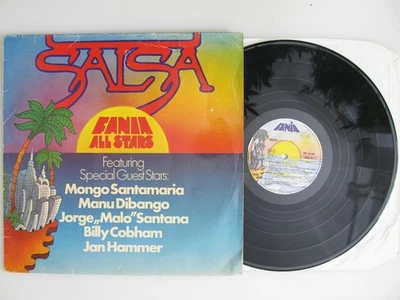 SALSA
FANIA
ALL STARS
Featuring
Special Guest Stars:
Mongo Santamaria
Manu Dibango
Jorge „Malo" Santana
Billy Cobham
Jan Hammer
FANIA